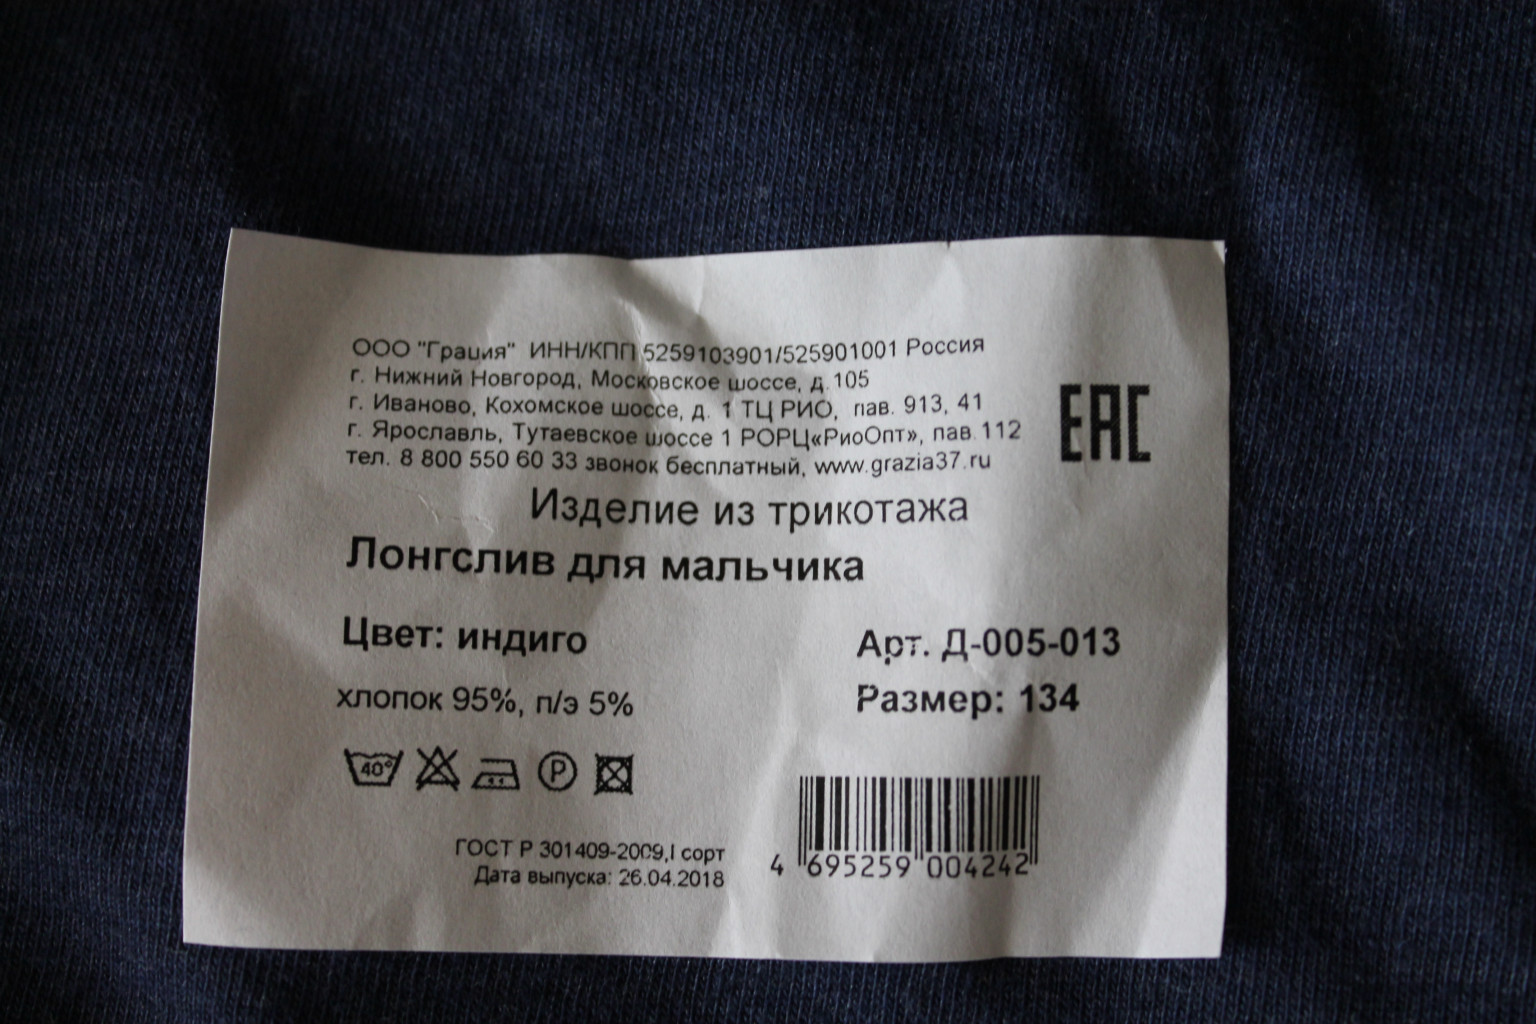 ООО "Грация" ИНН/КПП 5259103901/525901001 Россия
г. Нижний Новгород, Московское шоссе, д.105
г. Иваново, Кохомское шоссе, д. 1 ТЦ РИО, пав. 913, 41
г. Ярославль, Тутаевское шоссе 1 РОРЦ«РиоОпт», пав.112
тел. 8 800 550 60 33 звонок бесплатный, www.grazia37.ru
EAC
Изделие из трикотажа
Лонгслив для мальчика
Цвет: индиго
Арт. Д-005-013
хлопок 95%, п/э 5%
Размер: 134
40° P
ГОСТ Р 301409-2009,I сорт
Дата выпуска: 26.04.2018
4 695259 004242